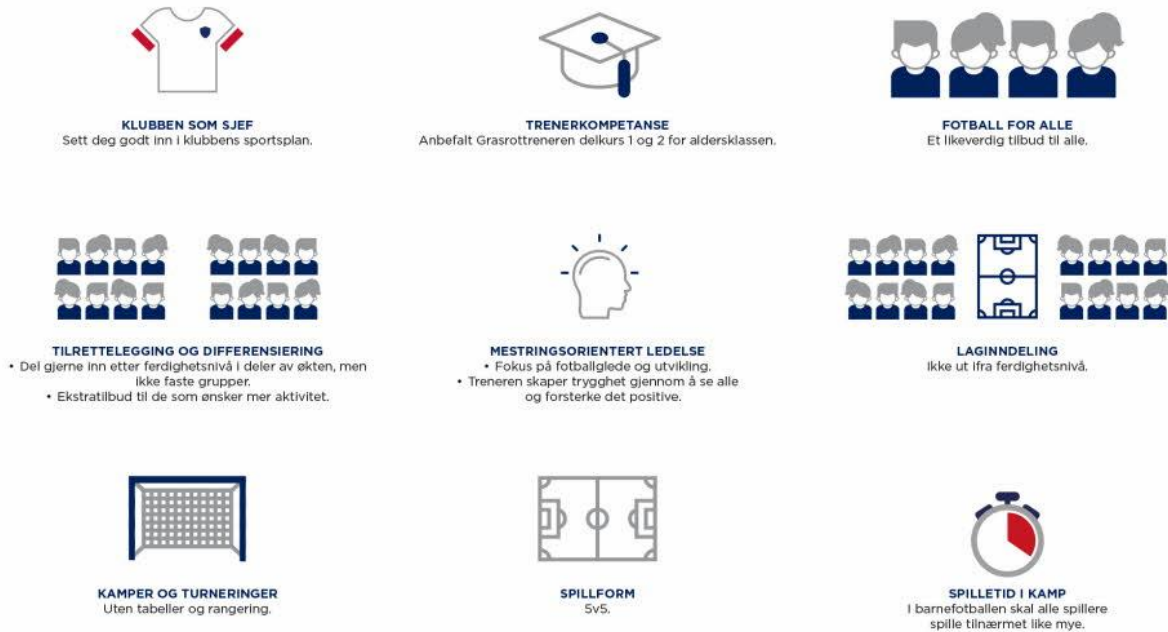 KLUBBEN SOM SJEF
Sett deg godt inn i klubbens sportsplan.
TRENERKOMPETANSE
Anbefalt Grasrottreneren delkurs 1 og 2 for aldersklassen.
FOTBALL FOR ALLE
Et likeverdig tilbud til alle.
TILRETTELEGGING OG DIFFERENSIERING
• Del gjerne inn etter ferdighetsnivå i deler av økten, men
ikke faste grupper.
• Ekstratilbud til de som ønsker mer aktivitet.
MESTRINGSORIENTERT LEDELSE
• Fokus på fotballglede og utvikling.
• Treneren skaper trygghet gjennom å se alle
og forsterke det positive.
LAGINNDELING
Ikke ut ifra ferdighetsnivå.
KAMPER OG TURNERINGER
Uten tabeller og rangering.
SPILLFORM
5v5.
SPILLETID I KAMP
I barnefotballen skal alle spillere
spille tilnærmet like mye.